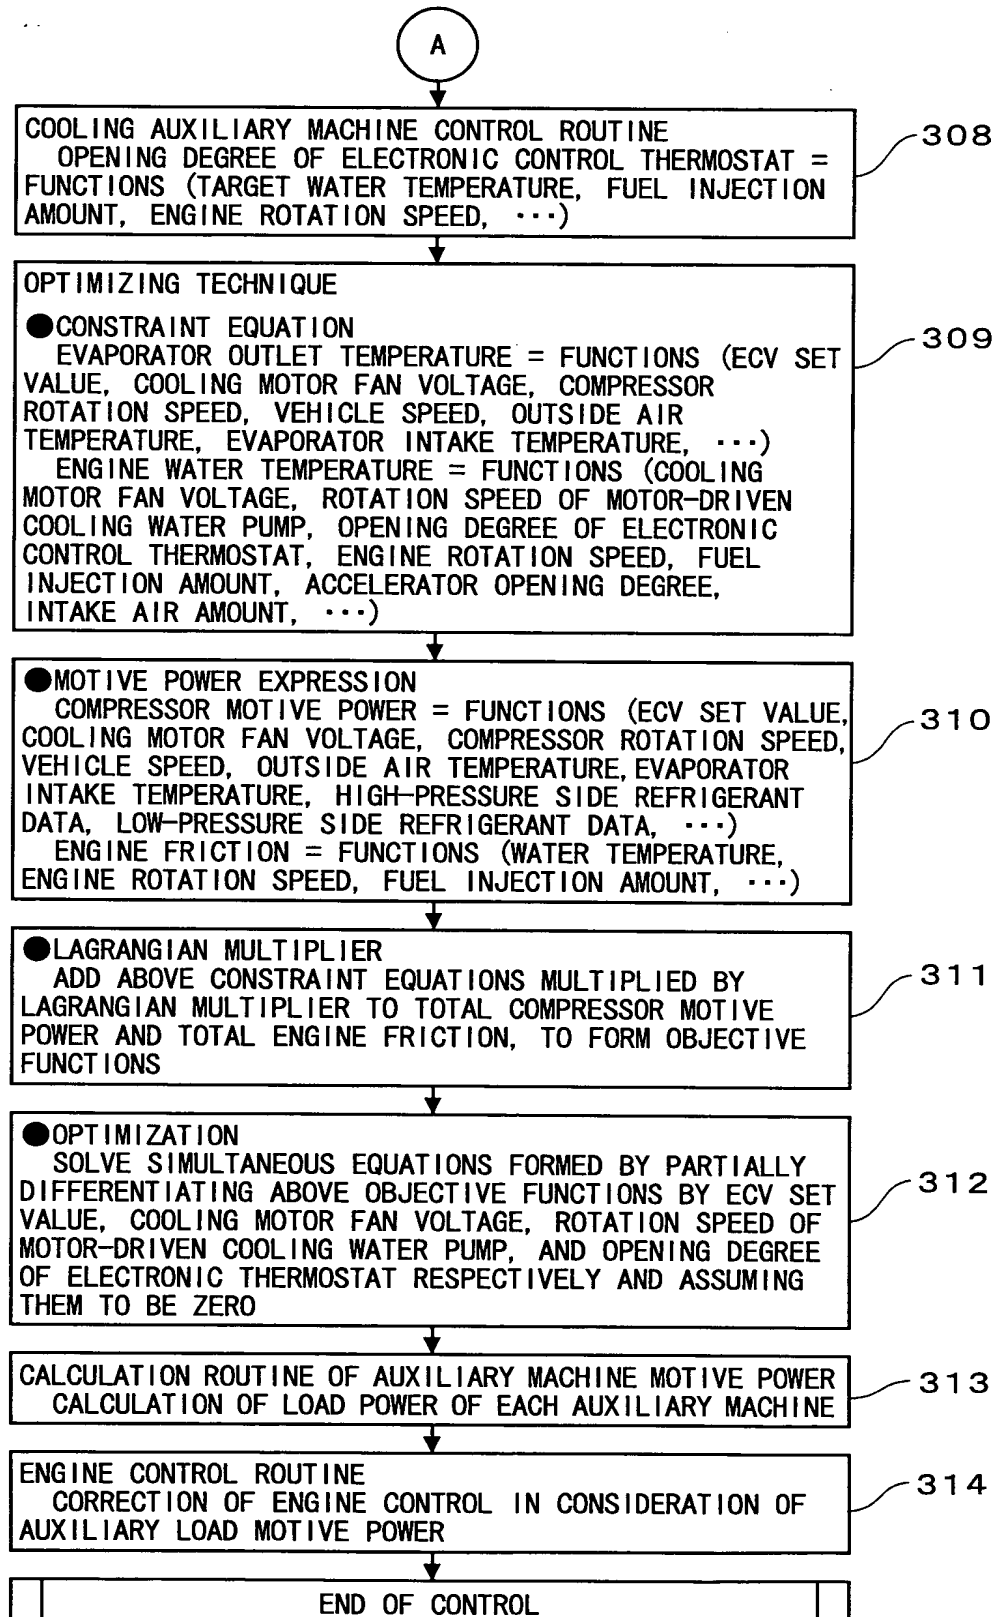 A
COOLING AUXILIARY MACHINE CONTROL ROUTINE
OPENING DEGREE OF ELECTRONIC CONTROL THERMOSTAT =
FUNCTIONS (TARGET WATER TEMPERATURE, FUEL INJECTION
AMOUNT, ENGINE ROTATION SPEED, ･･･)
308
OPTIMIZING TECHNIQUE
●CONSTRAINT EQUATION
EVAPORATOR OUTLET TEMPERATURE = FUNCTIONS (ECV SET
VALUE, COOLING MOTOR FAN VOLTAGE, COMPRESSOR
ROTATION SPEED, VEHICLE SPEED, OUTSIDE AIR
TEMPERATURE, EVAPORATOR INTAKE TEMPERATURE, ･･･)
ENGINE WATER TEMPERATURE = FUNCTIONS (COOLING
MOTOR FAN VOLTAGE, ROTATION SPEED OF MOTOR-DRIVEN
COOLING WATER PUMP, OPENING DEGREE OF ELECTRONIC
CONTROL THERMOSTAT, ENGINE ROTATION SPEED, FUEL
INJECTION AMOUNT, ACCELERATOR OPENING DEGREE,
INTAKE AIR AMOUNT, ･･･)
309
●MOTIVE POWER EXPRESSION
COMPRESSOR MOTIVE POWER = FUNCTIONS (ECV SET VALUE,
COOLING MOTOR FAN VOLTAGE, COMPRESSOR ROTATION SPEED,
VEHICLE SPEED, OUTSIDE AIR TEMPERATURE, EVAPORATOR
INTAKE TEMPERATURE, HIGH-PRESSURE SIDE REFRIGERANT
DATA, LOW-PRESSURE SIDE REFRIGERANT DATA, ･･･)
ENGINE FRICTION = FUNCTIONS (WATER TEMPERATURE,
ENGINE ROTATION SPEED, FUEL INJECTION AMOUNT, ･･･)
310
●LAGRANGIAN MULTIPLIER
ADD ABOVE CONSTRAINT EQUATIONS MULTIPLIED BY
LAGRANGIAN MULTIPLIER TO TOTAL COMPRESSOR MOTIVE
POWER AND TOTAL ENGINE FRICTION, TO FORM OBJECTIVE
FUNCTIONS
311
●OPTIMIZATION
SOLVE SIMULTANEOUS EQUATIONS FORMED BY PARTIALLY
DIFFERENTIATING ABOVE OBJECTIVE FUNCTIONS BY ECV SET
VALUE, COOLING MOTOR FAN VOLTAGE, ROTATION SPEED OF
MOTOR-DRIVEN COOLING WATER PUMP, AND OPENING DEGREE
OF ELECTRONIC THERMOSTAT RESPECTIVELY AND ASSUMING
THEM TO BE ZERO
312
CALCULATION ROUTINE OF AUXILIARY MACHINE MOTIVE POWER
CALCULATION OF LOAD POWER OF EACH AUXILIARY MACHINE
313
ENGINE CONTROL ROUTINE
CORRECTION OF ENGINE CONTROL IN CONSIDERATION OF
AUXILIARY LOAD MOTIVE POWER
314
END OF CONTROL